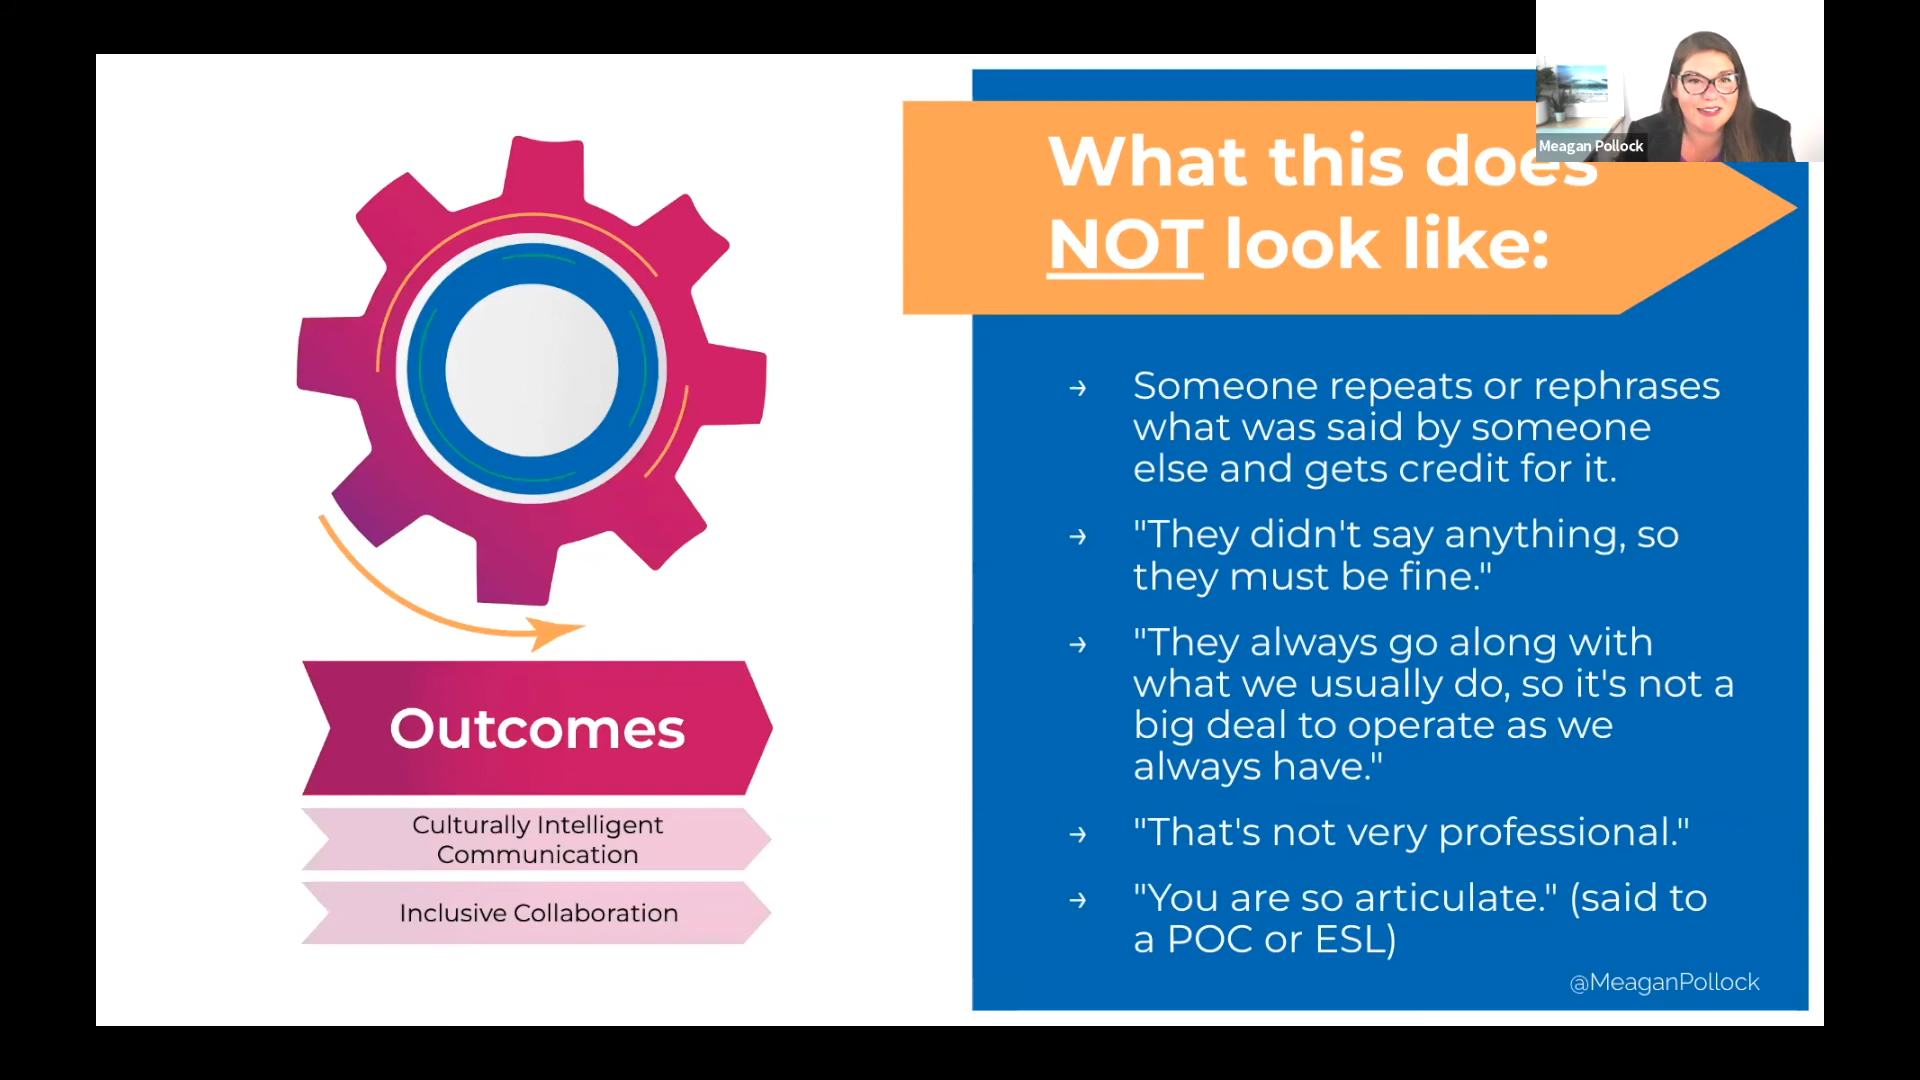 Meagan Pollock
What this does
NOT look like:
→ Someone repeats or rephrases
what was said by someone
else and gets credit for it.
→ "They didn't say anything, so
they must be fine."
→ "They always go along with
what we usually do, so it's not a
big deal to operate as we
always have."
→ "That's not very professional."
→ "You are so articulate." (said to
a POC or ESL)
@MeaganPollock
Outcomes
Culturally Intelligent
Communication
Inclusive Collaboration